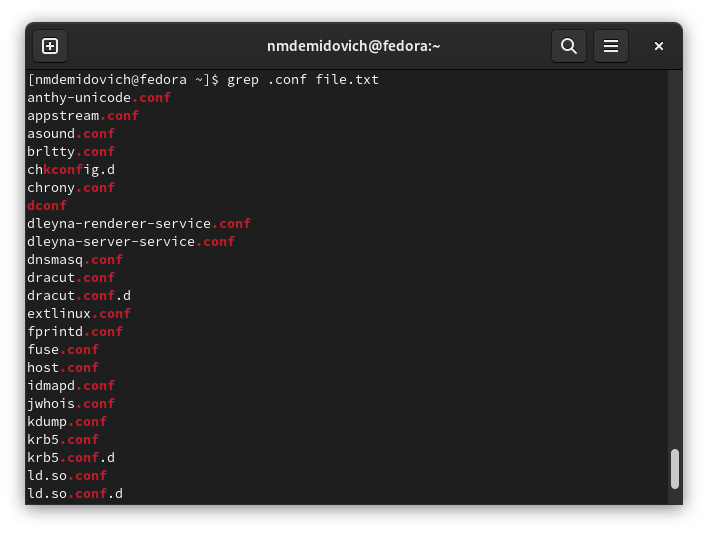 nmdemidovich@fedora:~
[nmdemidovich@fedora ~]$ grep .conf file.txt
anthy-unicode.conf
appstream.conf
asound.conf
brltty.conf
chkconfig.d
chrony.conf
dconf
dleyna-renderer-service.conf
dleyna-server-service.conf
dnsmasq.conf
dracut.conf
dracut.conf.d
extlinux.conf
fprintd.conf
fuse.conf
host.conf
idmapd.conf
jwhois.conf
kdump.conf
krb5.conf
krb5.conf.d
ld.so.conf
ld.so.conf.d